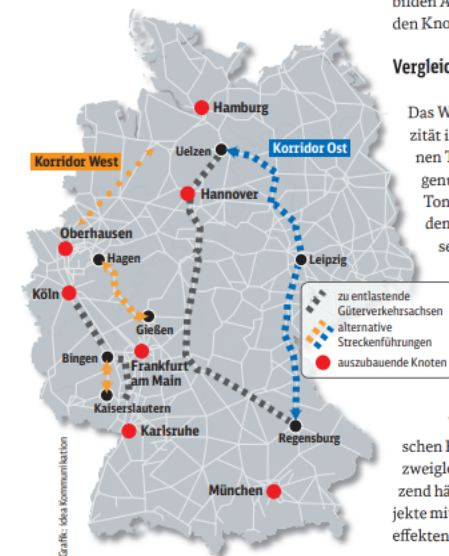 bilden A
den Kno
Vergleic
Das W
zität i
nen T
genu
Ton
den
se
Hamburg
Uelzen
Korridor Ost
Korridor West
Hannover
Oberhausen
Hagen
Leipzig
Köln
zu entlastende
Güterverkehrsachsen
alternative
Streckenführungen
auszubauende Knoten
Gießen
Bingen
Frankfurt
am Main
Kaiserslautern
Karlsruhe
Regensburg
München
Grafik: Idea Kommunikation
schen K
zweigle
zend hä
jekte mit
effekten